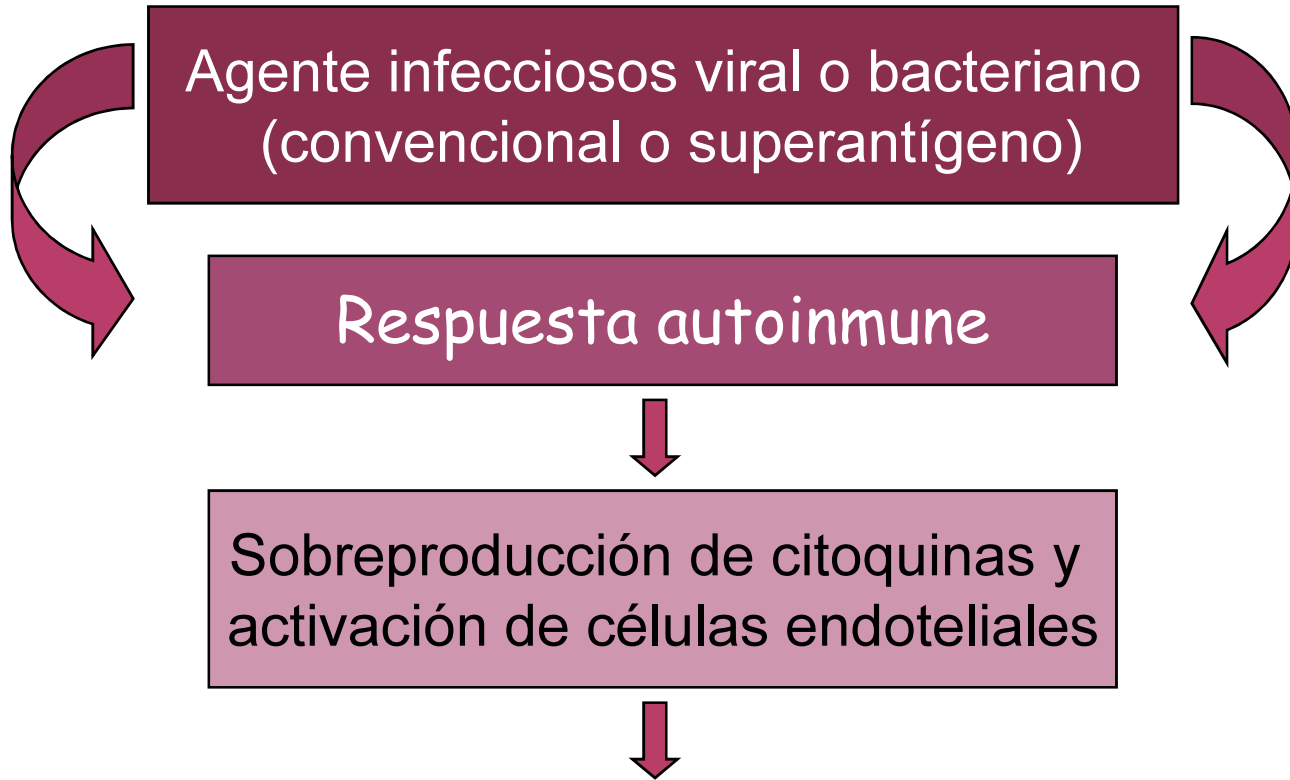 Agente infecciosos viral o bacteriano
(convencional o superantígeno)
Respuesta autoinmune
Sobreproducción de citoquinas y
activación de células endoteliales